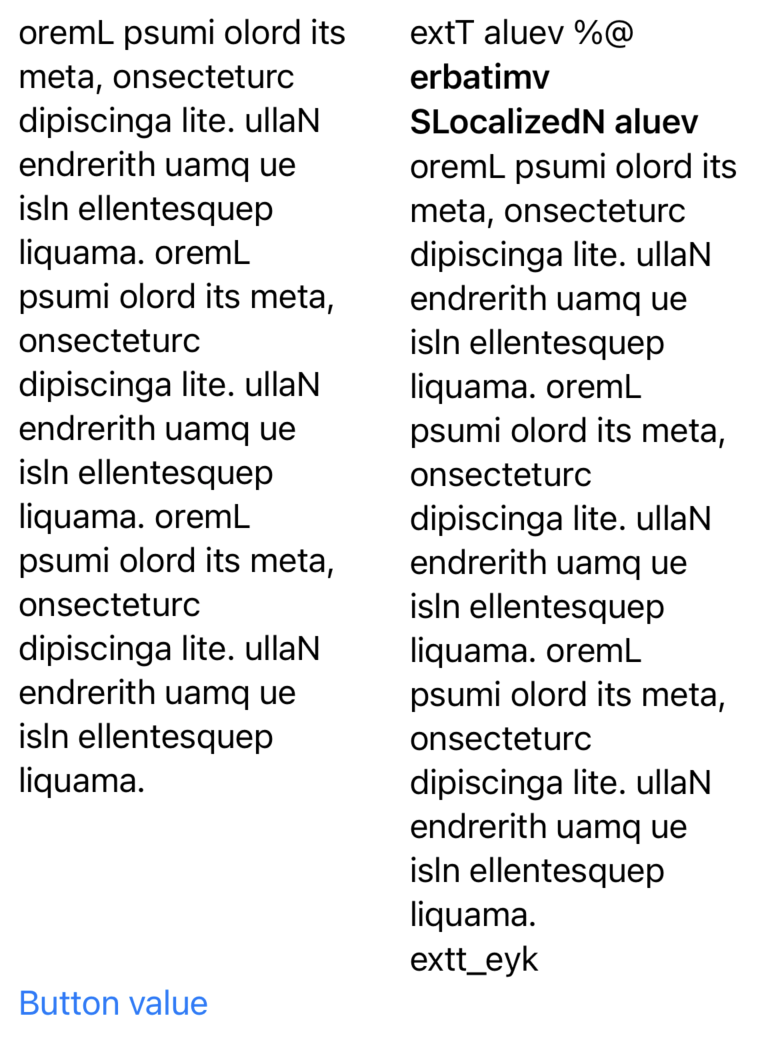 oremL psumi olord its
meta, onsecteturc
dipiscinga lite. ullaN
endrerith uamq ue
isln ellentesquep
liquama. oremL
psumi olord its meta,
onsecteturc
dipiscinga lite. ullaN
endrerith uamq ue
isln ellentesquep
liquama. oremL
psumi olord its meta,
onsecteturc
dipiscinga lite. ullaN
endrerith uamq ue
isln ellentesquep
liquama.
Button value
extT aluev %@
erbatimv
SLocalizedN aluev
oremL psumi olord its
meta, onsecteturc
dipiscinga lite. ullaN
endrerith uamq ue
isln ellentesquep
liquama. oremL
psumi olord its meta,
onsecteturc
dipiscinga lite. ullaN
endrerith uamq ue
isln ellentesquep
liquama. oremL
psumi olord its meta,
onsecteturc
dipiscinga lite. ullaN
endrerith uamq ue
isln ellentesquep
liquama.
extt_eyk